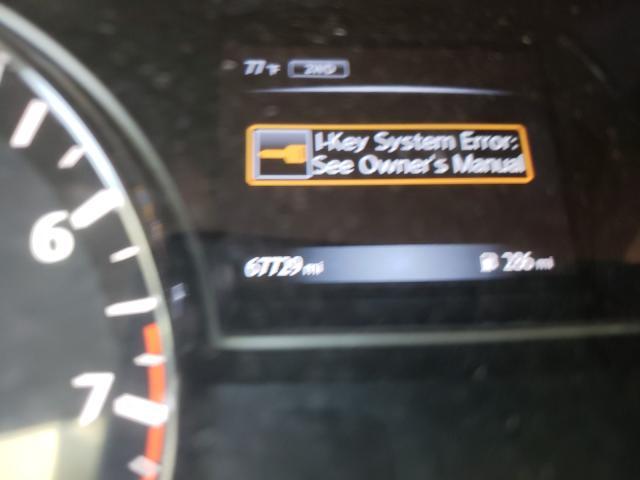 77°F 2WD
I-Key System Error:
See Owner's Manual
67729 mi 286 mi
6
7